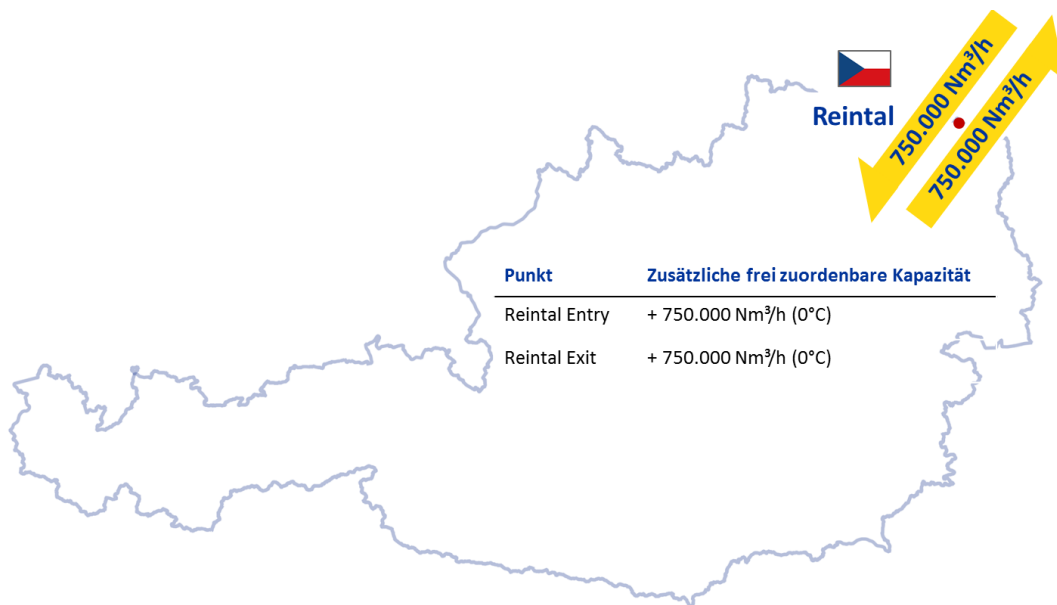 750.000 Nm³/h
750.000 Nm³/h
Reintal
Punkt Zusätzliche frei zuordenbare Kapazität
Reintal Entry + 750.000 Nm³/h (0°C)
Reintal Exit + 750.000 Nm³/h (0°C)